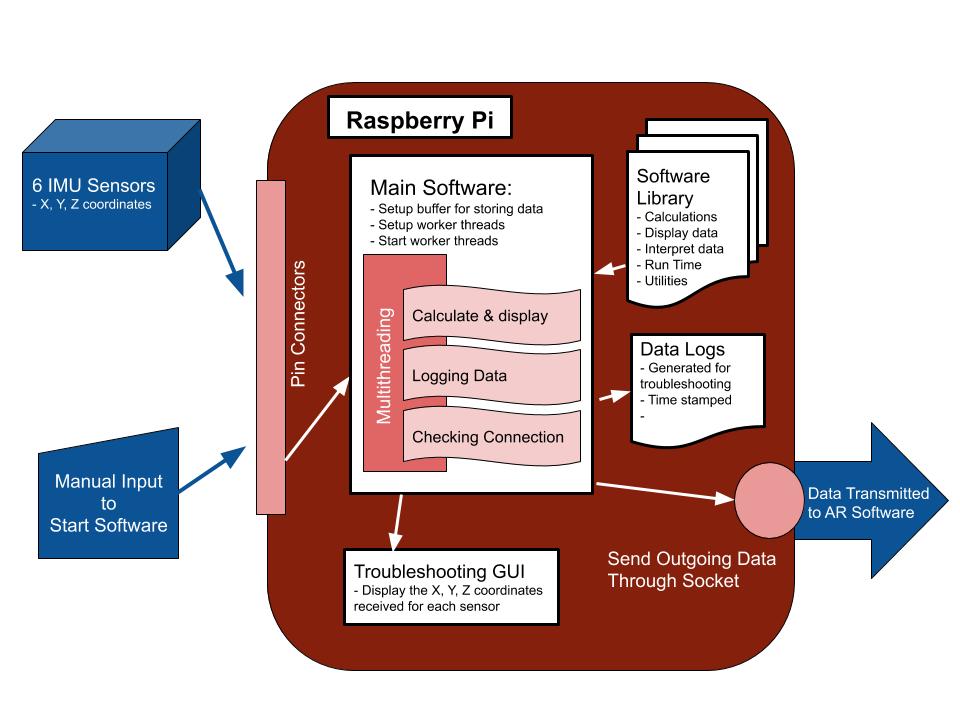 Raspberry Pi
6 IMU Sensors
- X, Y, Z coordinates
Manual Input
to
Start Software
Pin Connectors
Main Software:
- Setup buffer for storing data
- Setup worker threads
- Start worker threads
Multithreading
Calculate & display
Logging Data
Checking Connection
Software
Library
- Calculations
- Display data
- Interpret data
- Run Time
- Utilities
Data Logs
- Generated for
troubleshooting
- Time stamped
-
Troubleshooting GUI
- Display the X, Y, Z coordinates
received for each sensor
Send Outgoing Data
Through Socket
Data Transmitted
to AR Software